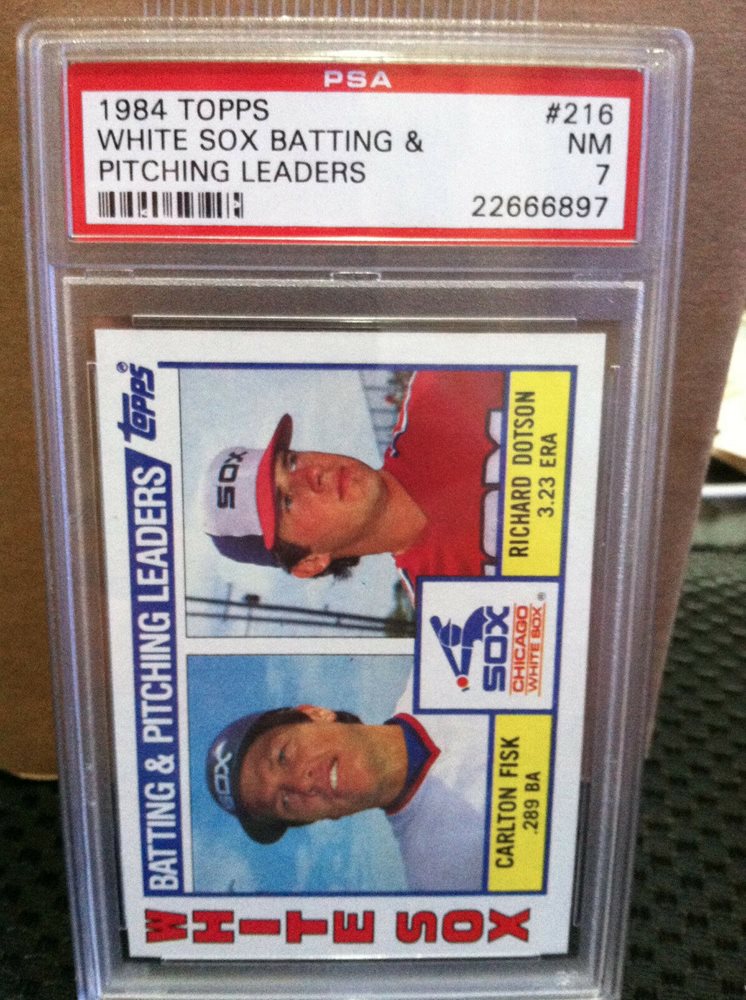 PSA
1984 TOPPS #216
WHITE SOX BATTING & NM
PITCHING LEADERS 7
22666897
BATTING & PITCHING LEADERS
topps®
WHITE SOX
SOX
SOX
CARLTON FISK
.289 BA
SOX
CHICAGO
WHITE SOX®
RICHARD DOTSON
3.23 ERA